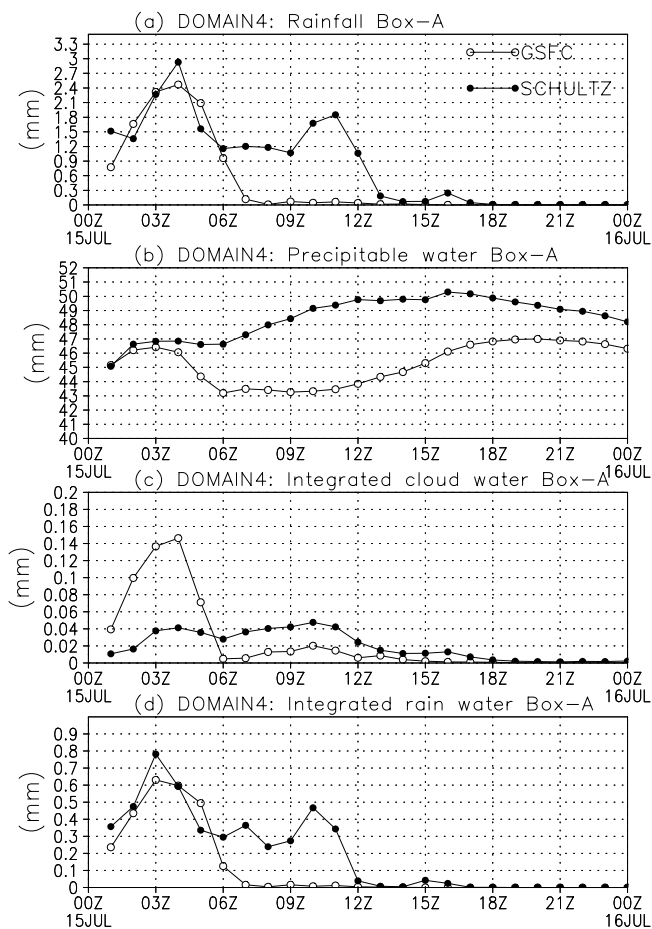 (a) DOMAIN4: Rainfall Box-A
3.3
3
2.7
2.4
2.1
1.8
1.5
1.2
0.9
0.6
0.3
0
(mm)
GSFC
SCHULTZ
00Z 03Z 06Z 09Z 12Z 15Z 18Z 21Z 00Z
15JUL 16JUL
(b) DOMAIN4: Precipitable water Box-A
52
51
50
49
48
47
46
45
44
43
42
41
40
(mm)
00Z 03Z 06Z 09Z 12Z 15Z 18Z 21Z 00Z
15JUL 16JUL
(c) DOMAIN4: Integrated cloud water Box-A
0.2
0.18
0.16
0.14
0.12
0.1
0.08
0.06
0.04
0.02
0
(mm)
00Z 03Z 06Z 09Z 12Z 15Z 18Z 21Z 00Z
15JUL 16JUL
(d) DOMAIN4: Integrated rain water Box-A
0.9
0.8
0.7
0.6
0.5
0.4
0.3
0.2
0.1
0
(mm)
00Z 03Z 06Z 09Z 12Z 15Z 18Z 21Z 00Z
15JUL 16JUL